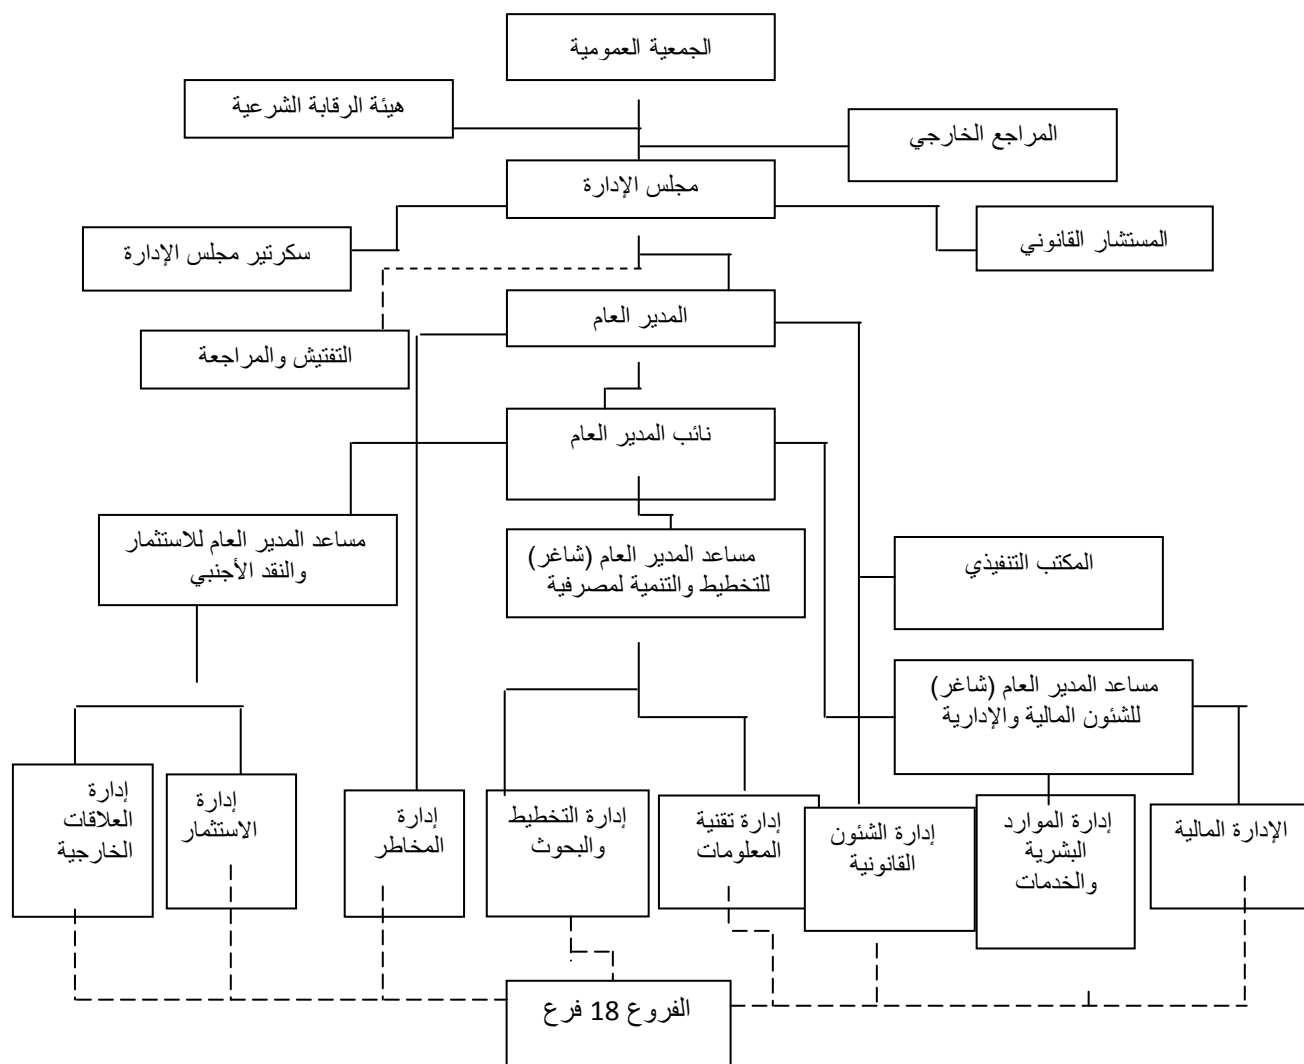 الجمعية العمومية
هيئة الرقابة الشرعية
المراجع الخارجي
مجلس الإدارة
المستشار القانوني
سكرتير مجلس الإدارة
المدير العام
التفتيش والمراجعة
نائب المدير العام
مساعد المدير العام للاستثمار
والنقد الأجنبي
مساعد المدير العام (شاغر)
للتخطيط والتنمية لمصرفية
المكتب التنفيذي
مساعد المدير العام (شاغر)
للشئون المالية والإدارية
الإدارة المالية
إدارة الموارد
البشرية
والخدمات
إدارة الشئون
القانونية
إدارة تقنية
المعلومات
إدارة التخطيط
والبحوث
إدارة
المخاطر
إدارة
الاستثمار
إدارة
العلاقات
الخارجية
الفروع 18 فرع